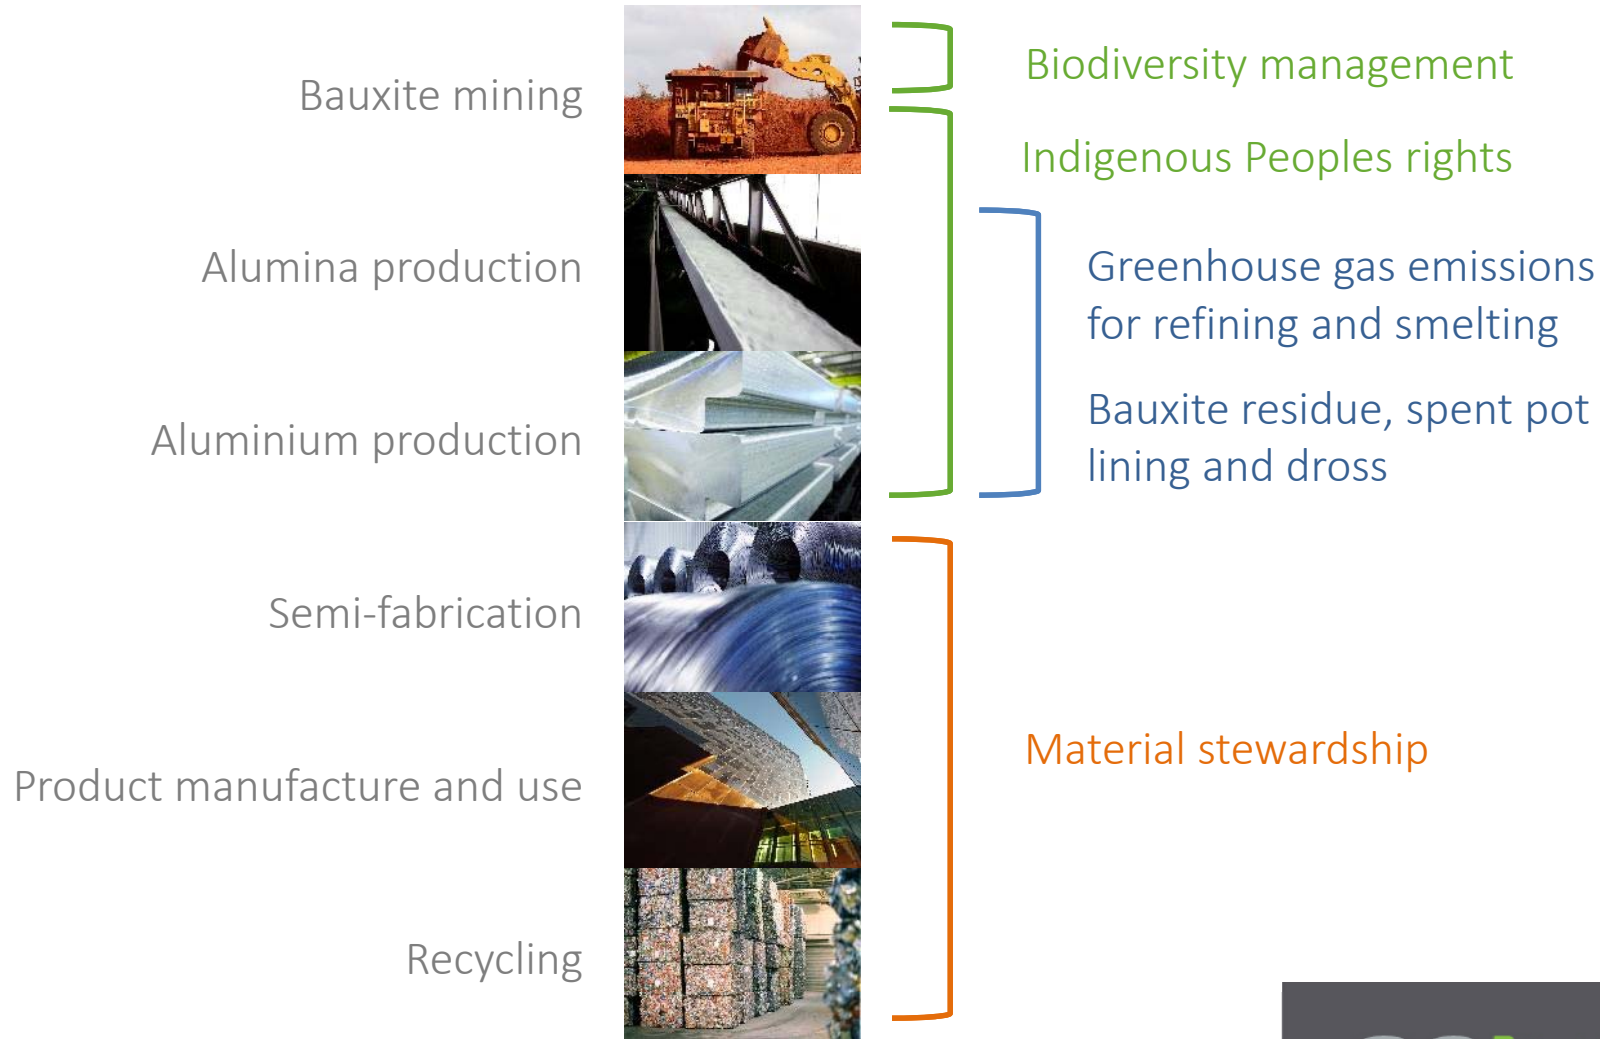 Bauxite mining
Alumina production
Aluminium production
Semi-fabrication
Product manufacture and use
Recycling
Biodiversity management
Indigenous Peoples rights
Greenhouse gas emissions
for refining and smelting
Bauxite residue, spent pot
lining and dross
Material stewardship